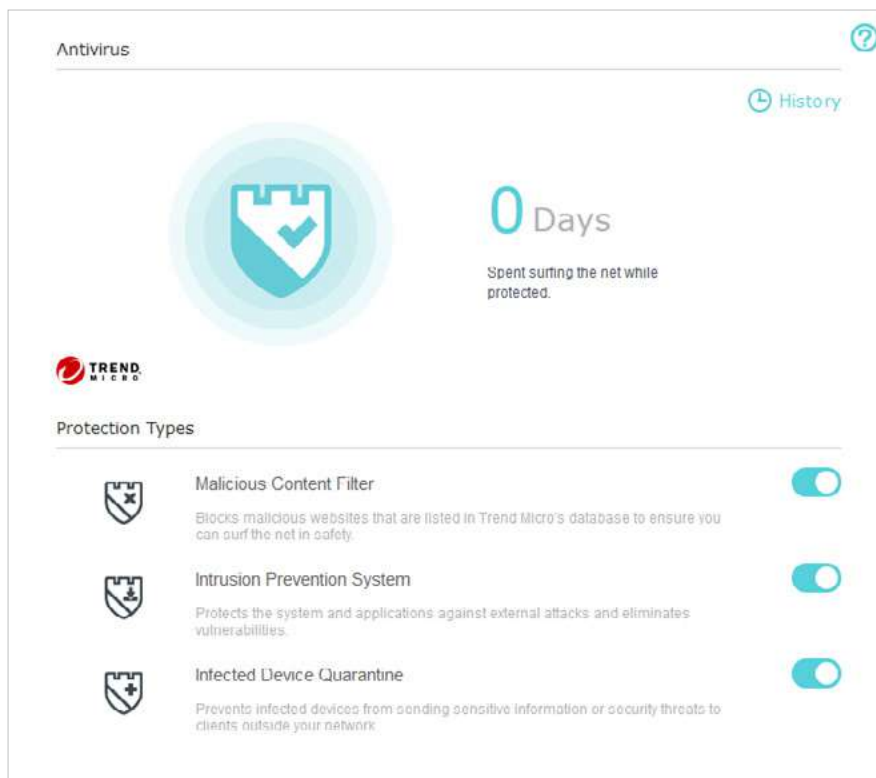 Antivirus
?
History
0 Days
Spent surfing the net while
protected.
TREND
MICRO
Protection Types
Malicious Content Filter
Blocks malicious websites that are listed in Trend Micro's database to ensure you
can surf the net in safety.
Intrusion Prevention System
Protects the system and applications against external attacks and eliminates
vulnerabilities.
Infected Device Quarantine
Prevents infected devices from sending sensitive information or security threats to
clients outside your network.